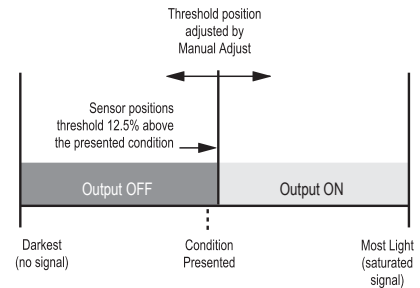 Threshold position
adjusted by
Manual Adjust
Sensor positions
threshold 12.5% above
the presented condition
Output OFF
Output ON
Darkest
(no signal)
Condition
Presented
Most Light
(saturated
signal)